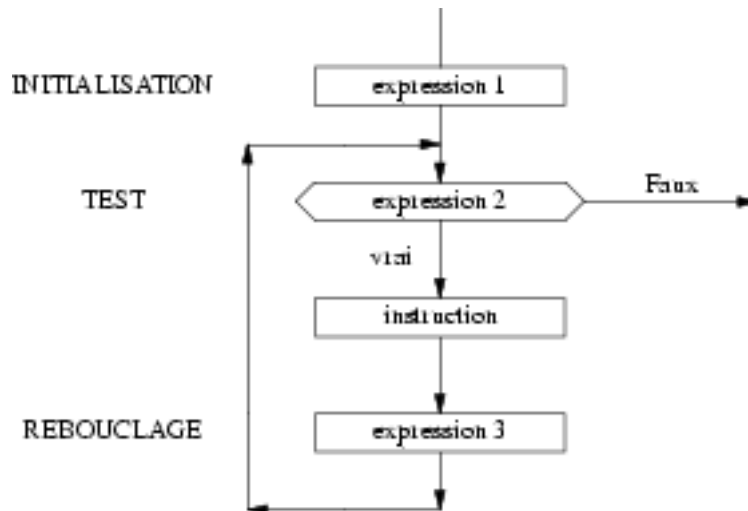 INITIALISATION
expression 1
TEST
expression 2
Faux
vrai
instruction
REBOUCLAGE
expression 3